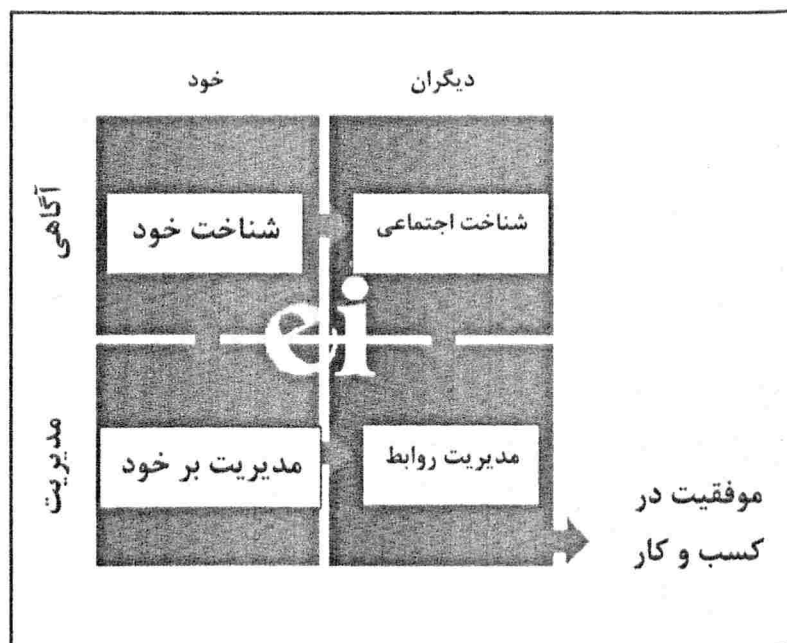 خود
دیگران
آگاهی
شناخت خود
شناخت اجتماعی
ei
مدیریت
مدیریت بر خود
مدیریت روابط
موفقیت در
کسب و کار